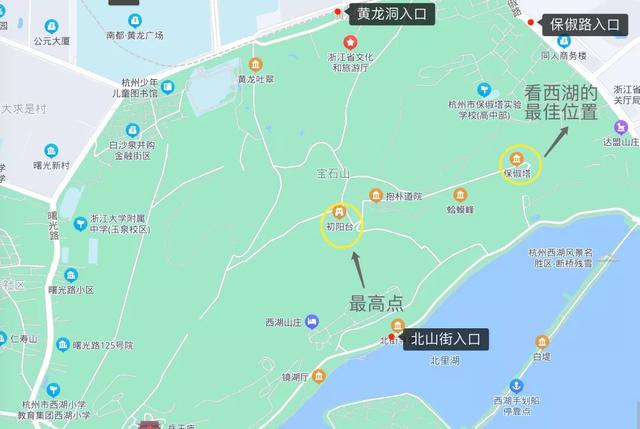 黄龙洞入口
保俶路入口
公元大厦
南都·黄龙广场
浙江省文化
和旅游厅
同人商务楼
浙江省
关厅局
黄龙吐翠
杭州少年
儿童图书馆
杭州市保俶塔实验
学校(高中部)
看西湖的
最佳位置
大求是村
白沙泉并购
金融街区
达盟山庄
曙光新村
宝石山
保俶塔
抱朴道院
蛤蟆峰
曙光路
浙江大学附属
中学(玉泉校区)
初阳台
杭州西湖风景名
胜区-断桥残雪
曙光路小区
最高点
西湖山庄
仁寿山
曙光路125号院
北山街入口
北里湖
白堤
镜湖厅
杭州市西湖小学
教育集团西湖小学
西湖手划船
停靠点
岳王庙